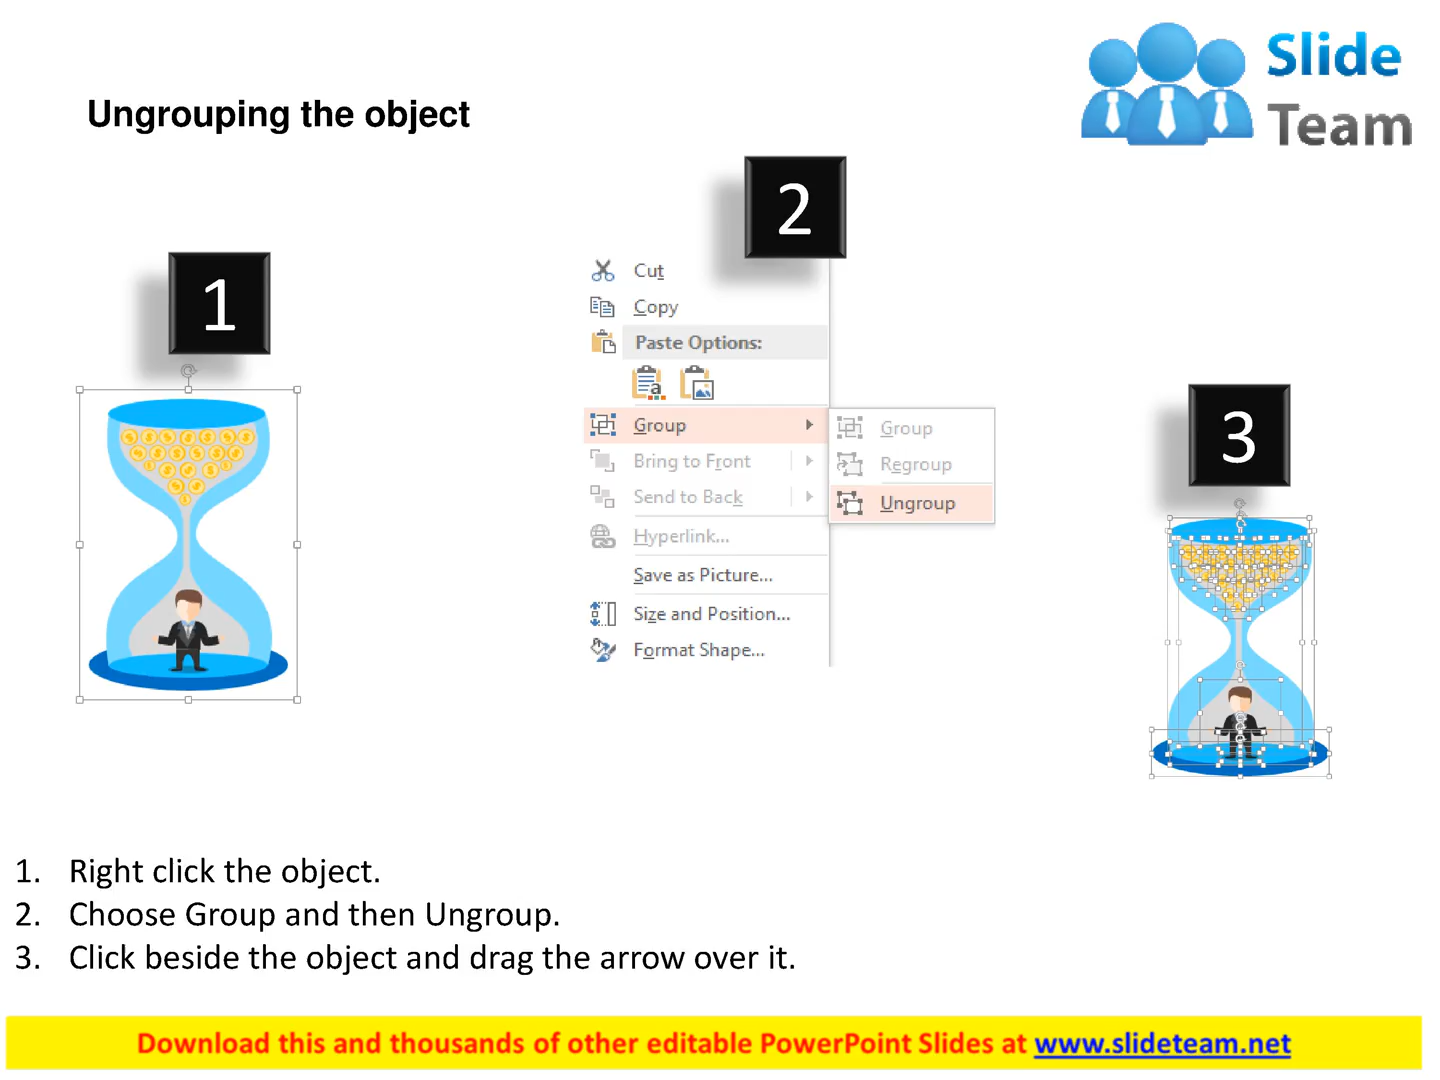 Slide
Team
Ungrouping the object
1
2
3
Cut
Copy
Paste Options:
Group
Bring to Front
Send to Back
Hyperlink...
Save as Picture...
Size and Position...
Format Shape...
Group
Regroup
Ungroup
1. Right click the object.
2. Choose Group and then Ungroup.
3. Click beside the object and drag the arrow over it.
Download this and thousands of other editable PowerPoint Slides at www.slideteam.net